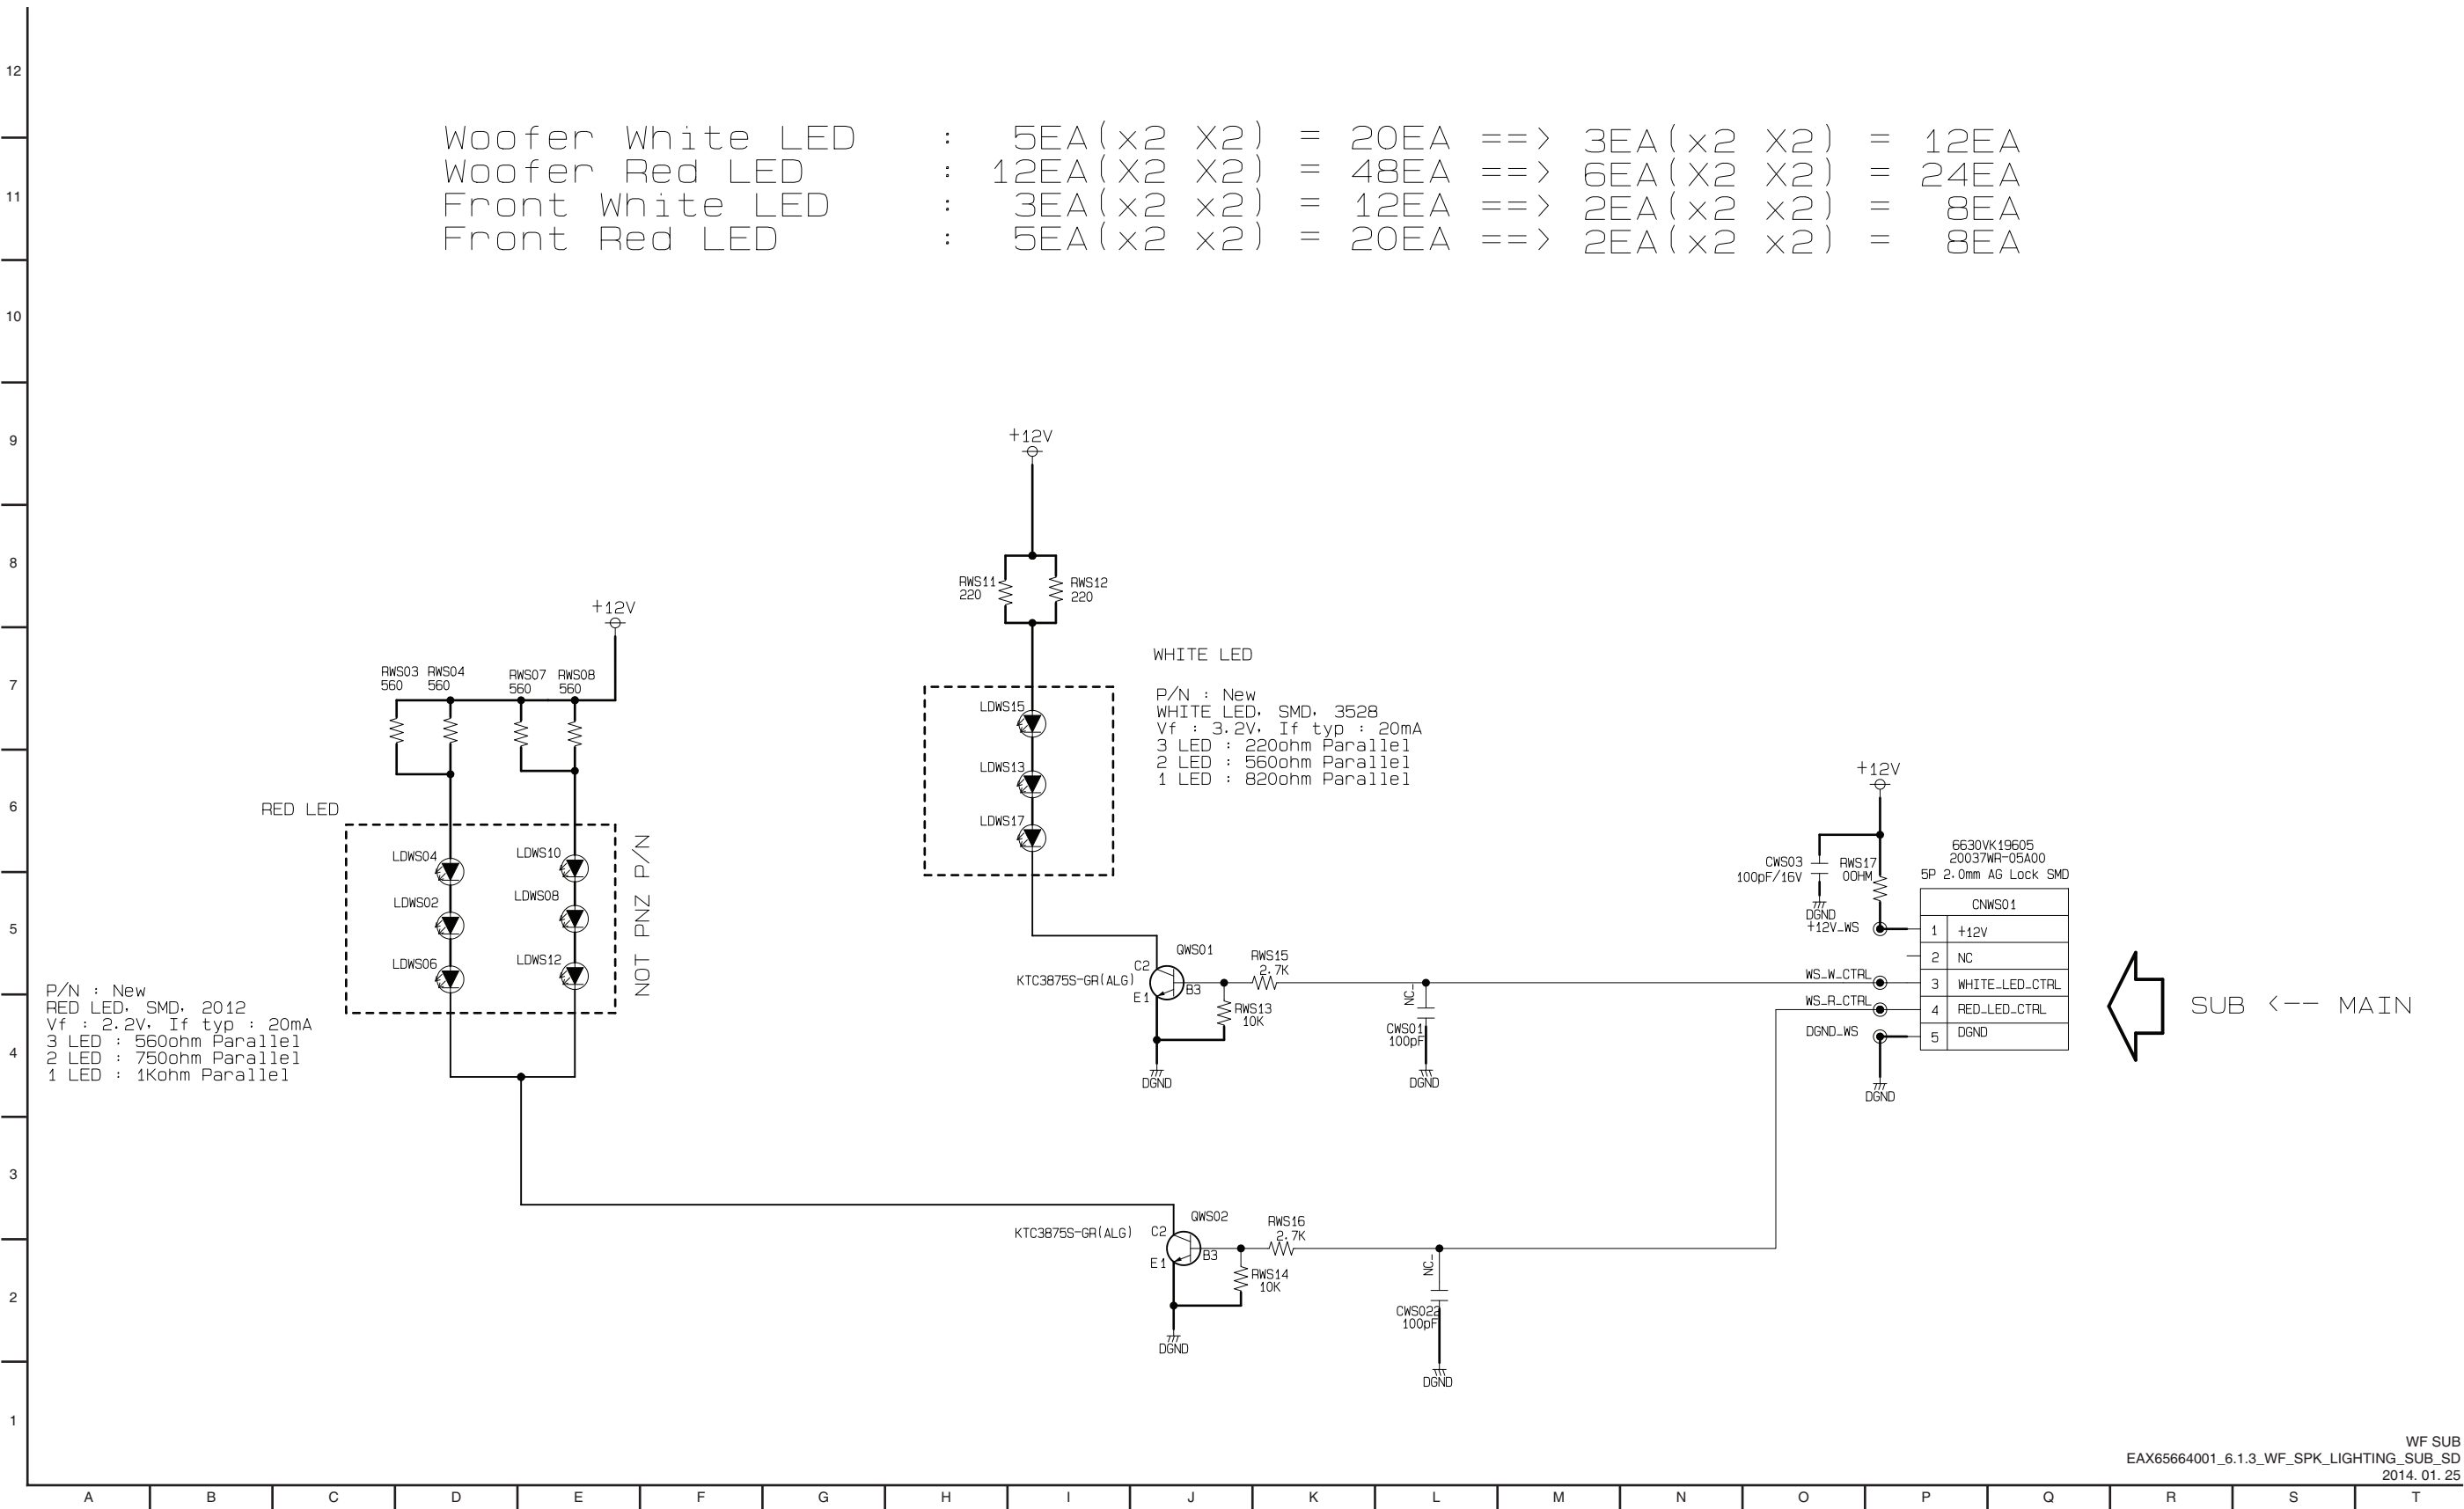 Woofer White LED : 5EA(x2 X2) = 20EA ==> 3EA(x2 X2) = 12EA
Woofer Red LED : 12EA(X2 X2) = 48EA ==> 6EA(X2 X2) = 24EA
Front White LED : 3EA(x2 x2) = 12EA ==> 2EA(x2 x2) = 8EA
Front Red LED : 5EA(x2 x2) = 20EA ==> 2EA(x2 x2) = 8EA
+12V
RWS11
220
RWS12
220
+12V
RWS03
560
RWS04
560
RWS07
560
RWS08
560
RED LED
LDWS04
LDWS02
LDWS06
LDWS10
LDWS08
LDWS12
NOT PNZ P/N
P/N : New
RED LED, SMD, 2012
Vf : 2.2V, If typ : 20mA
3 LED : 560ohm Parallel
2 LED : 750ohm Parallel
1 LED : 1Kohm Parallel
LDWS15
LDWS13
LDWS17
WHITE LED
P/N : New
WHITE LED, SMD, 3528
Vf : 3.2V, If typ : 20mA
3 LED : 220ohm Parallel
2 LED : 560ohm Parallel
1 LED : 820ohm Parallel
QWS01
KTC3875S-GR(ALG)
C2
E1
B3
RWS15
2.7K
RWS13
10K
DGND
NC_
CWS01
100pF
DGND
QWS02
KTC3875S-GR(ALG)
C2
E1
B3
RWS16
2.7K
RWS14
10K
DGND
NC_
CWS022
100pF
DGND
+12V
CWS03
100pF/16V
RWS17
0OHM
DGND
+12V_WS
WS_W_CTRL
WS_R_CTRL
DGND_WS
DGND
6630VK19605
20037WR-05A00
5P 2.0mm AG Lock SMD
CNWS01
1 +12V
2 NC
3 WHITE_LED_CTRL
4 RED_LED_CTRL
5 DGND
SUB <-- MAIN
WF SUB
EAX65664001_6.1.3_WF_SPK_LIGHTING_SUB_SD
2014. 01. 25
12
11
10
9
8
7
6
5
4
3
2
1
A B C D E F G H I J K L M N O P Q R S T